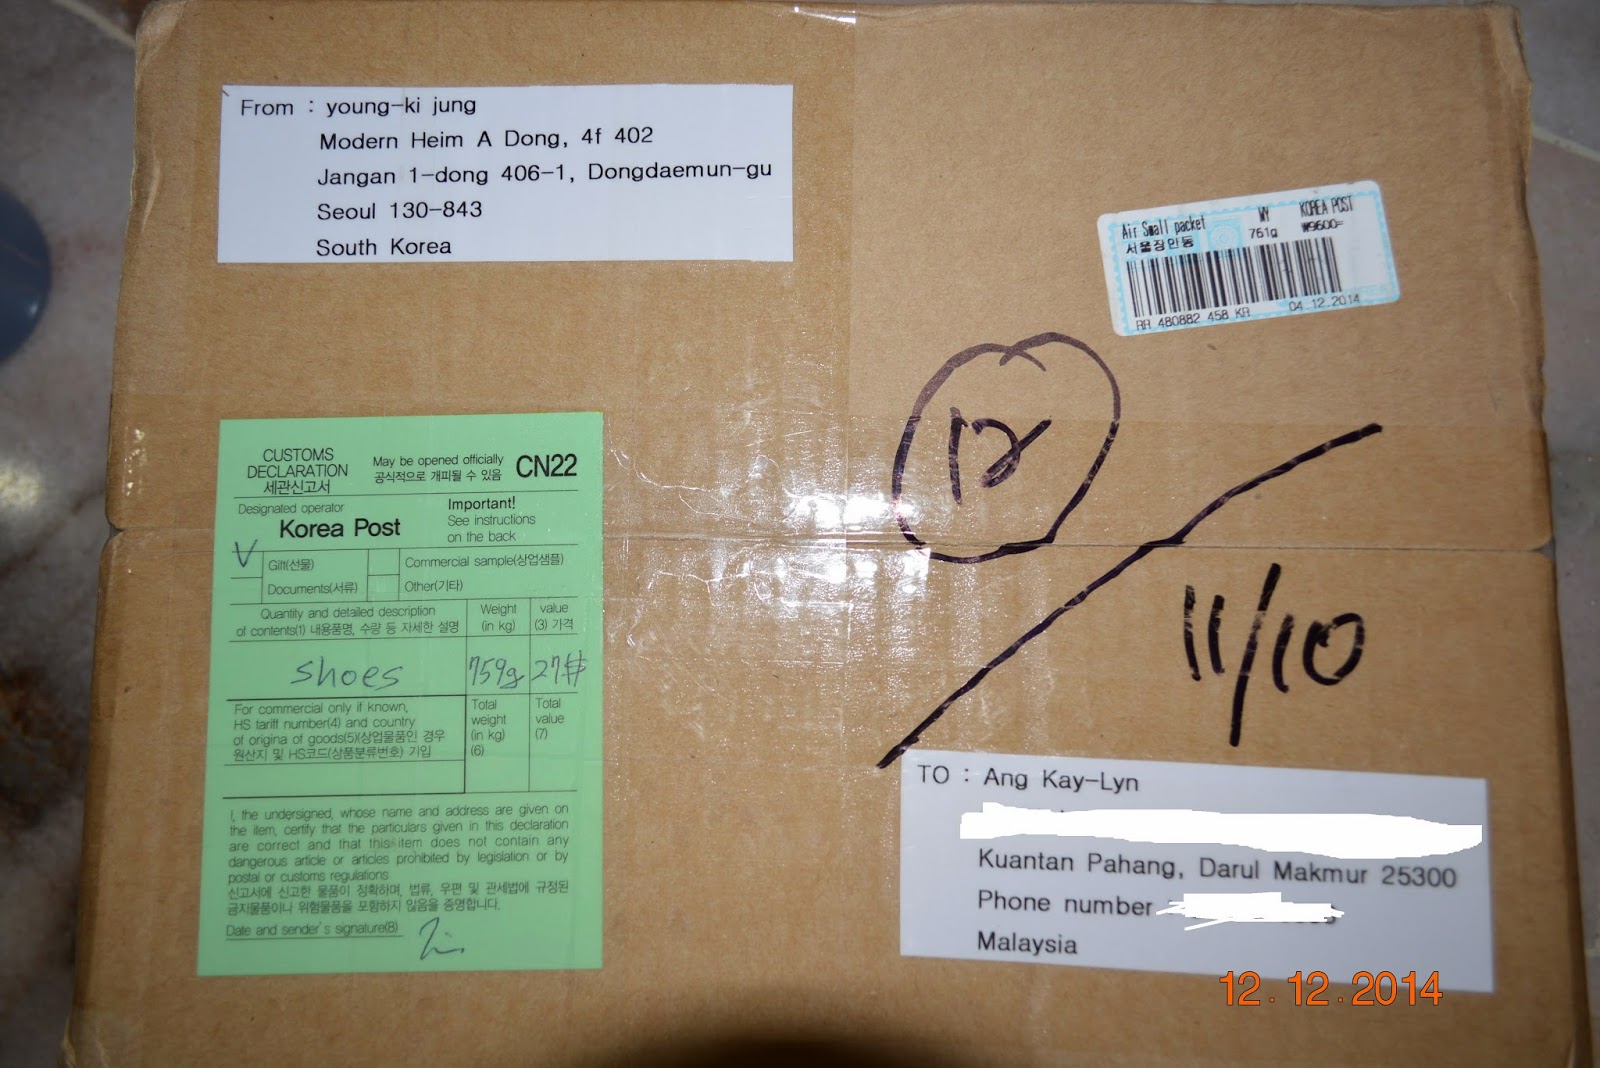 From : young-ki jung
Modern Heim A Dong, 4f 402
Jangan 1-dong 406-1, Dongdaemun-gu
Seoul 130-843
South Korea
Air Small packet MY KOREA POST
서울장안동 761g ₩9600=
04.12.2014
RR 480882 458 KR
12
11/10
CUSTOMS
DECLARATION
세관신고서
May be opened officially
공식적으로 개피될 수 있음
CN22
Designated operator
Korea Post
Important!
See instructions
on the back
V
Gift(선물)
Commercial sample(상업샘플)
Documents(서류)
Other(기타)
Quantity and detailed description
of contents(1) 내용품명, 수량 등 자세한 설명
Weight
(in kg)
value
(3) 가격
shoes 759g 27
For commercial only if known,
HS tariff number(4) and country
of origina of goods(5)(상업물품인 경우
원산지 및 HS코드(상품분류번호) 기입
Total
weight
(in kg)
(6)
Total
value
(7)
I, the undersigned, whose name and address are given on
the item, certify that the particulars given in this declaration
are correct and that this item does not contain any
dangerous article or articles prohibited by legislation or by
postal or customs regulations
신고서에 신고한 물품이 정확하며, 법류, 우편 및 관세법에 규정된
금지물품이나 위험물품을 포함하지 않음을 증명합니다.
Date and sender's signature(8)
TO : Ang Kay-Lyn
Kuantan Pahang, Darul Makmur 25300
Phone number
Malaysia
12.12.2014